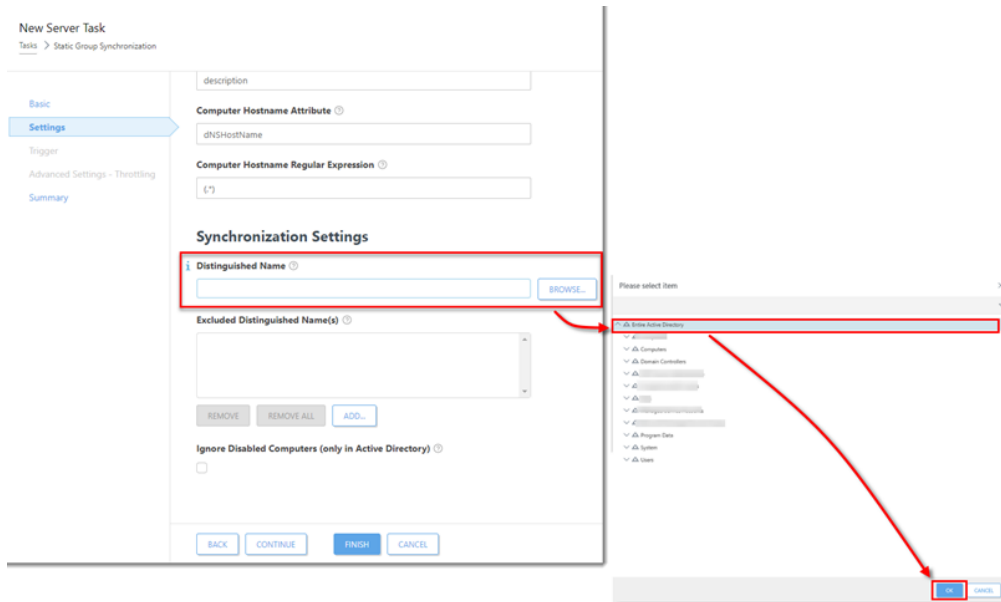 New Server Task
Tasks > Static Group Synchronization
Basic
Settings
Trigger
Advanced Settings - Throttling
Summary
description
Computer Hostname Attribute
dNSHostName
Computer Hostname Regular Expression
(.*)
Synchronization Settings
Distinguished Name
BROWSE...
Excluded Distinguished Name(s)
REMOVE REMOVE ALL ADD...
Ignore Disabled Computers (only in Active Directory)
BACK CONTINUE FINISH CANCEL
Please select item
Entire Active Directory
Computers
Domain Controllers
Program Data
System
Users
OK CANCEL